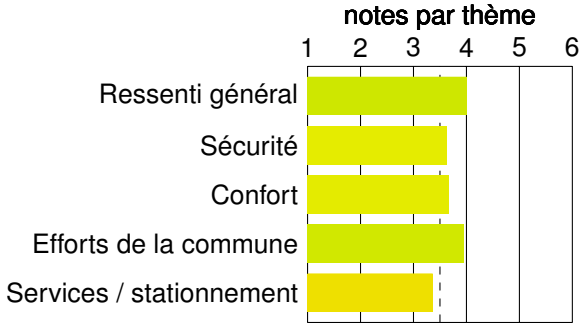 notes par thème
1 2 3 4 5 6
Ressenti général
Sécurité
Confort
Efforts de la commune
Services / stationnement